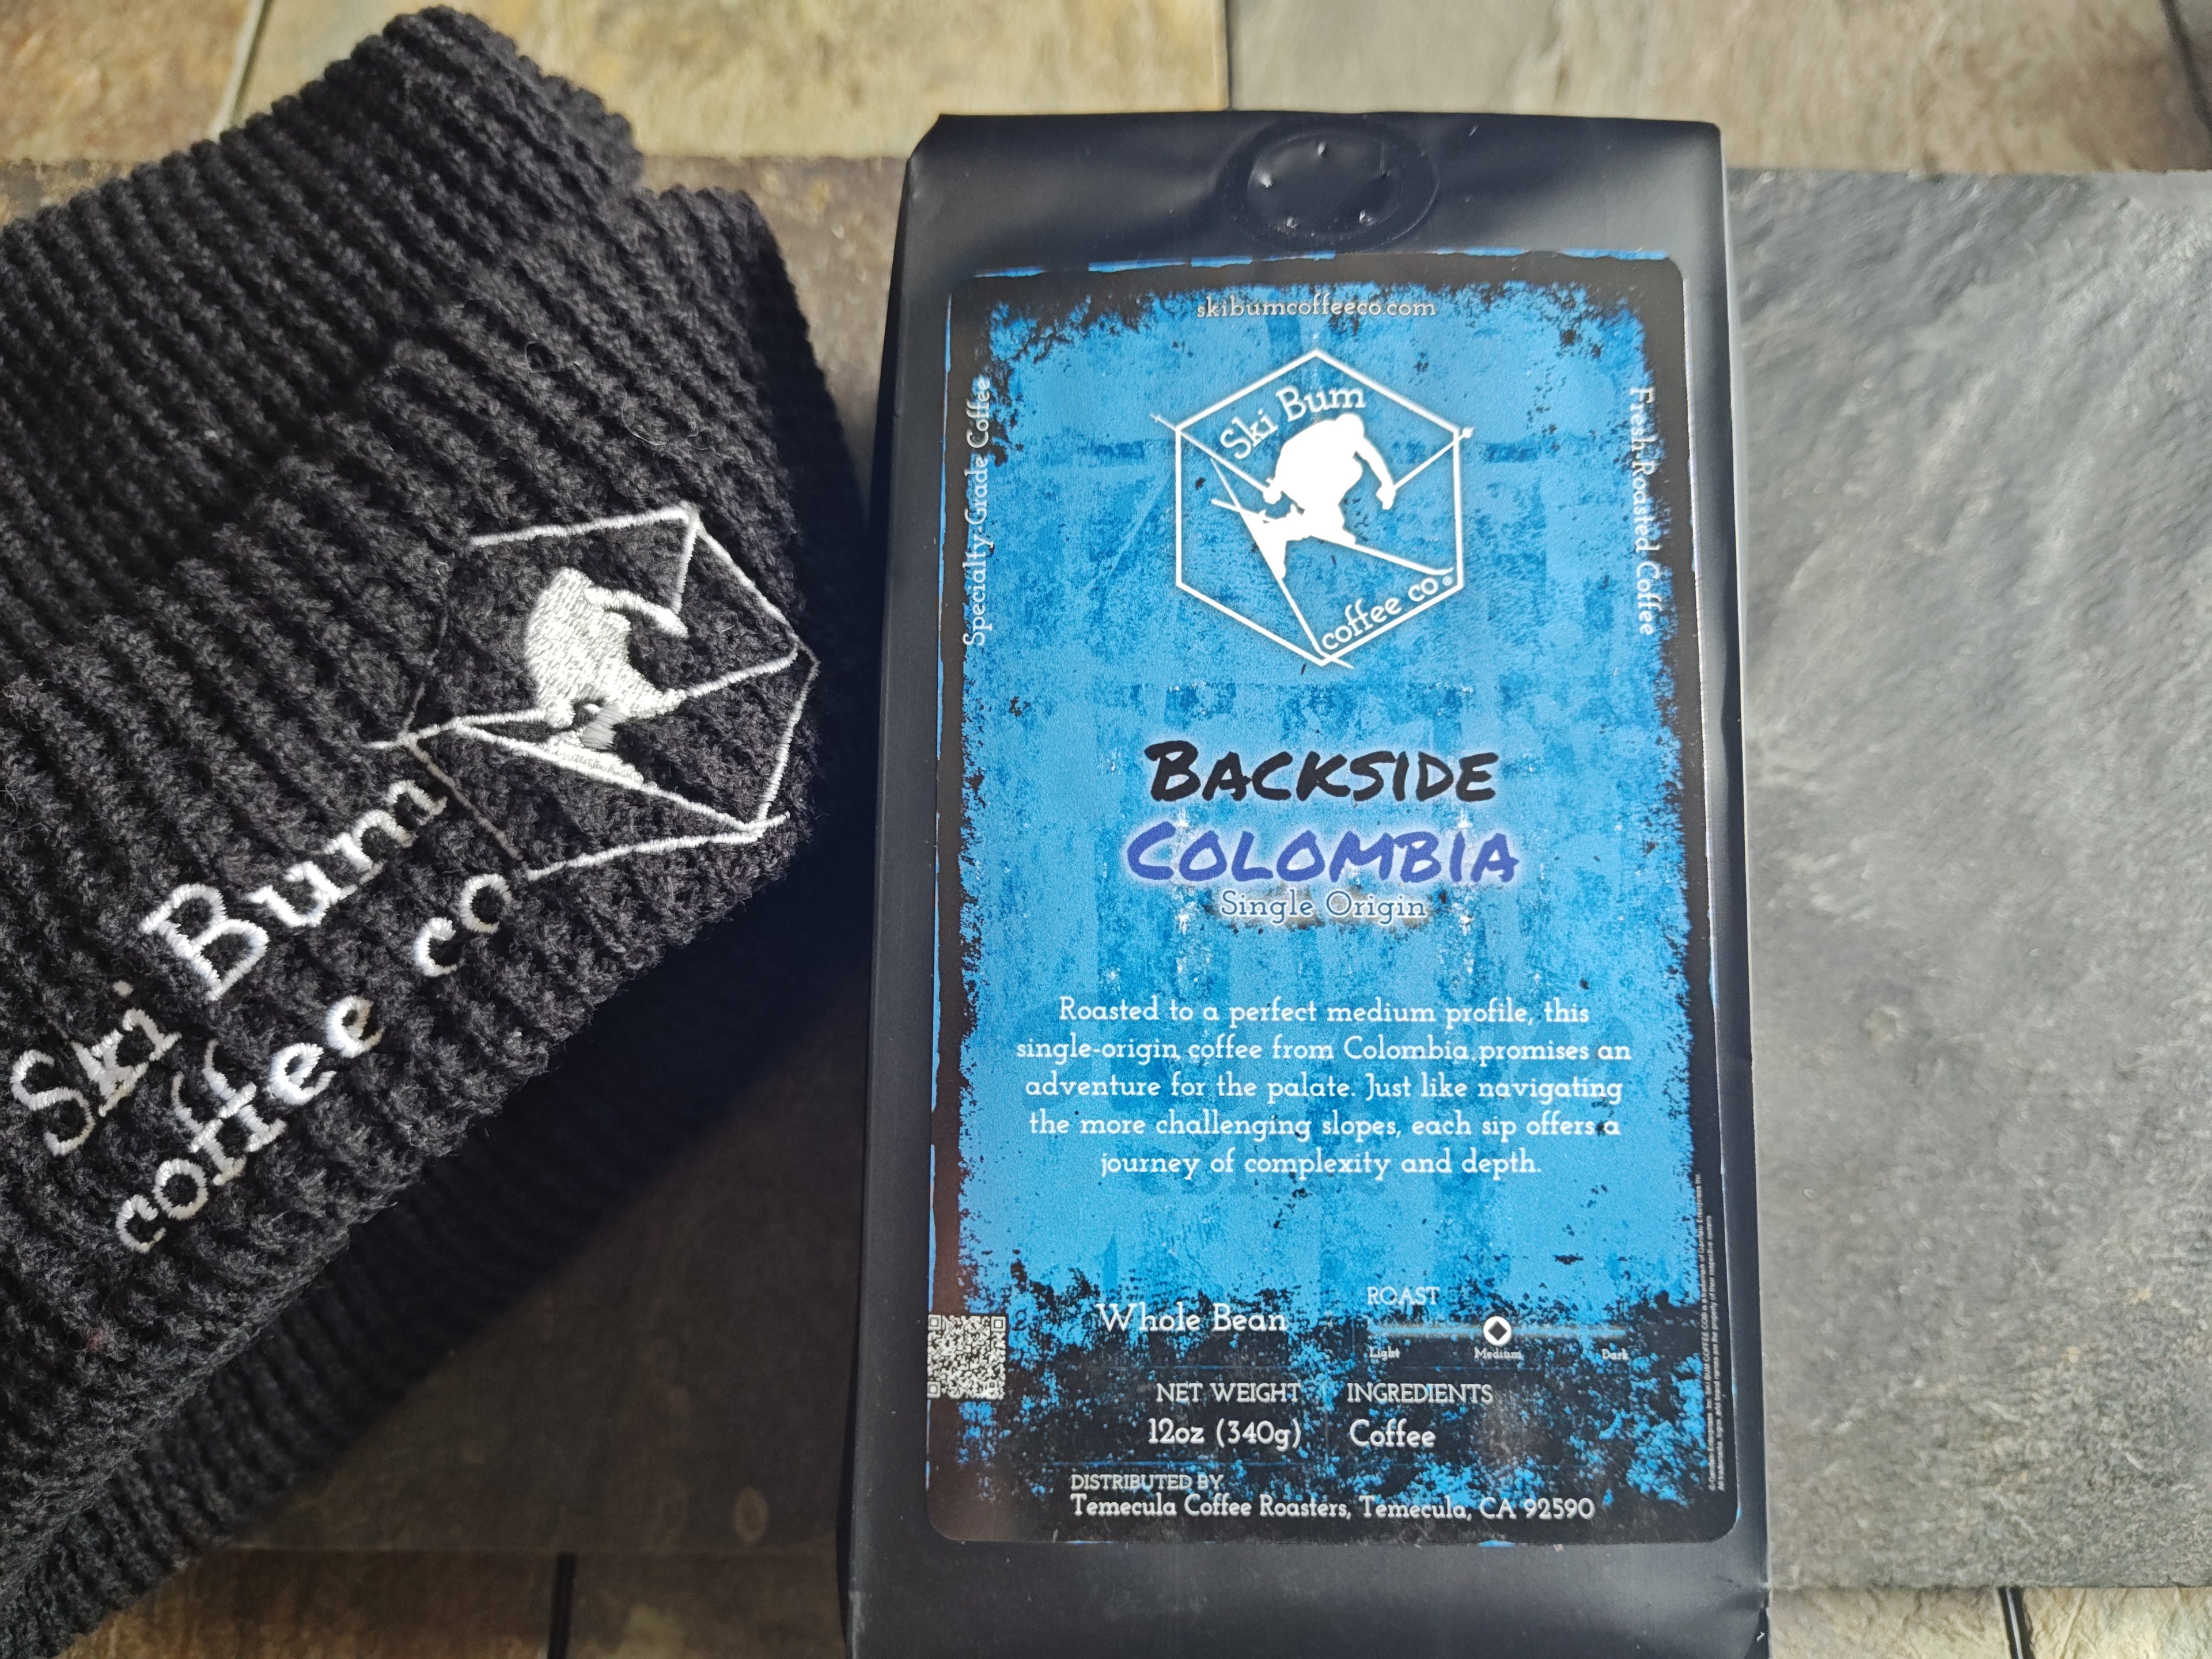 Ski Bum
coffee co
skibumcoffeeco.com
Specialty-Grade Coffee
Fresh Roasted Coffee
Ski Bum
coffee co.®
BACKSIDE
COLOMBIA
Single Origin
Roasted to a perfect medium profile, this
single-origin coffee from Colombia promises an
adventure for the palate. Just like navigating
the more challenging slopes, each sip offers a
journey of complexity and depth.
Whole Bean
ROAST
Light Medium Dark
NET WEIGHT
12oz (340g)
INGREDIENTS
Coffee
DISTRIBUTED BY
Temecula Coffee Roasters, Temecula, CA 92590